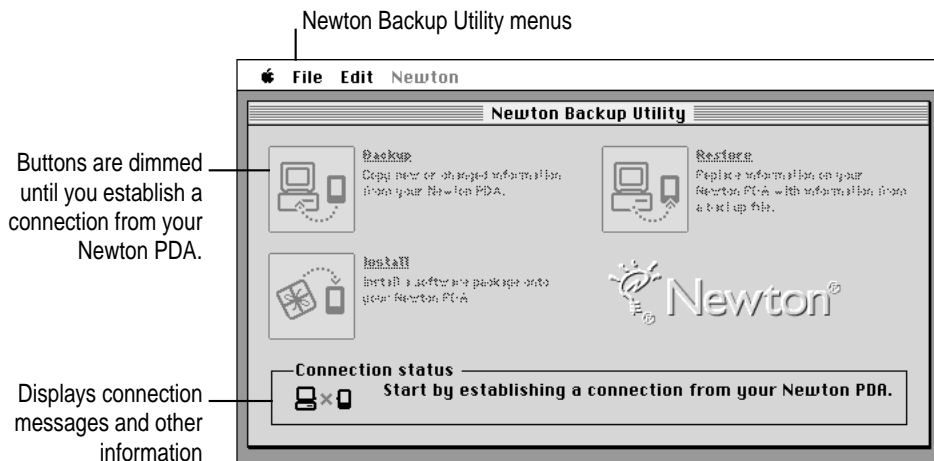 Newton Backup Utility menus
File Edit Newton
Newton Backup Utility
Buttons are dimmed
until you establish a
connection from your
Newton PDA.
Backup
Copy new or changed information
from your Newton PDA.
Restore
Replace information on your
Newton PDA with information from
a backup file.
Install
Install a software package onto
your Newton PDA
Newton®
Connection status
Start by establishing a connection from your Newton PDA.
Displays connection
messages and other
information